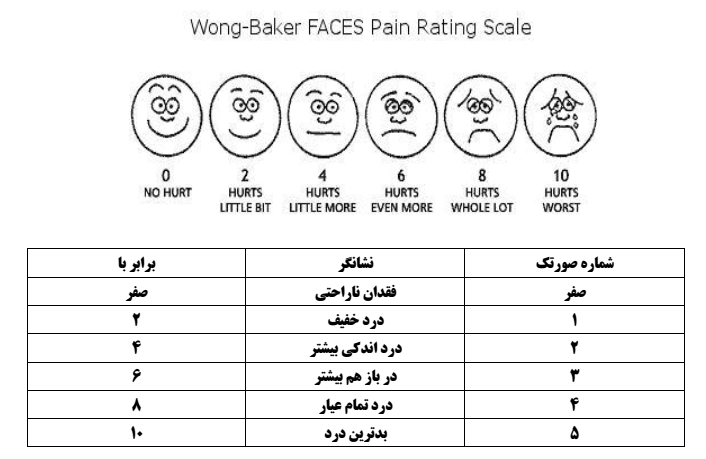 Wong-Baker FACES Pain Rating Scale
0 2 4 6 8 10
NO HURT HURTS HURTS HURTS HURTS HURTS
LITTLE BIT LITTLE MORE EVEN MORE WHOLE LOT WORST
شماره صورتک نشانگر برابر با
صفر فقدان ناراحتی صفر
۱ درد خفیف ۲
۲ درد اندکی بیشتر ۴
۳ در باز هم بیشتر ۶
۴ درد تمام عیار ۸
۵ بدترین درد ۱۰